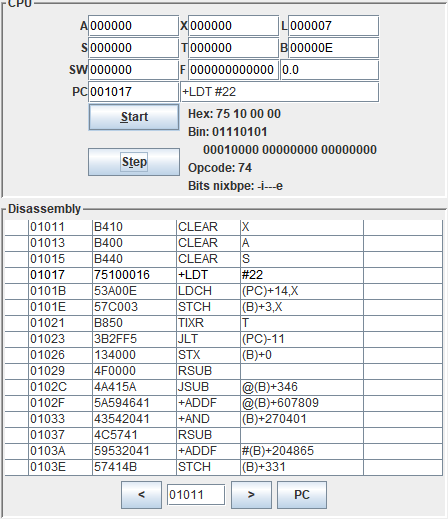 CPU
A 000000 X 000000 L 000007
S 000000 T 000000 B 00000E
SW 000000 F 000000000000 0.0
PC 001017 +LDT #22
Start Hex: 75 10 00 00
Bin: 01110101
00010000 00000000 00000000
Step Opcode: 74
Bits nixbpe: -i---e
Disassembly
01011 B410 CLEAR X
01013 B400 CLEAR A
01015 B440 CLEAR S
01017 75100016 +LDT #22
0101B 53A00E LDCH (PC)+14,X
0101E 57C003 STCH (B)+3,X
01021 B850 TIXR T
01023 3B2FF5 JLT (PC)-11
01026 134000 STX (B)+0
01029 4F0000 RSUB
0102C 4A415A JSUB @(B)+346
0102F 5A594641 +ADDF @(B)+607809
01033 43542041 +AND (B)+270401
01037 4C5741 RSUB
0103A 59532041 +ADDF #(B)+204865
0103E 57414B STCH (B)+331
< 01011 > PC